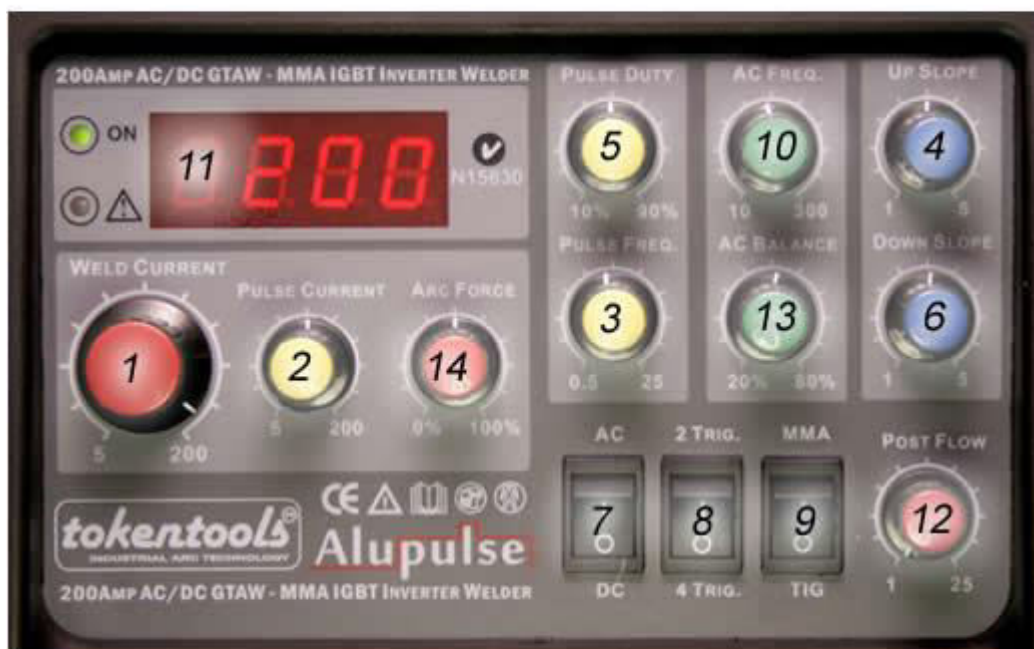 200Amp AC/DC GTAW - MMA IGBT Inverter Welder
ON
11
200
N15630
Weld Current
1
5 200
Pulse Current
2
5 200
Arc Force
14
0% 100%
Pulse Duty
5
10% 90%
AC Freq.
10
10 300
Up Slope
4
1 5
Pulse Freq.
3
0.5 25
AC Balance
13
20% 80%
Down Slope
6
1 5
AC
7
DC
2 Trig.
8
4 Trig.
MMA
9
TIG
Post Flow
12
1 25
tokentools
INDUSTRIAL ARC TECHNOLOGY
CE
Alupulse
200Amp AC/DC GTAW - MMA IGBT Inverter Welder